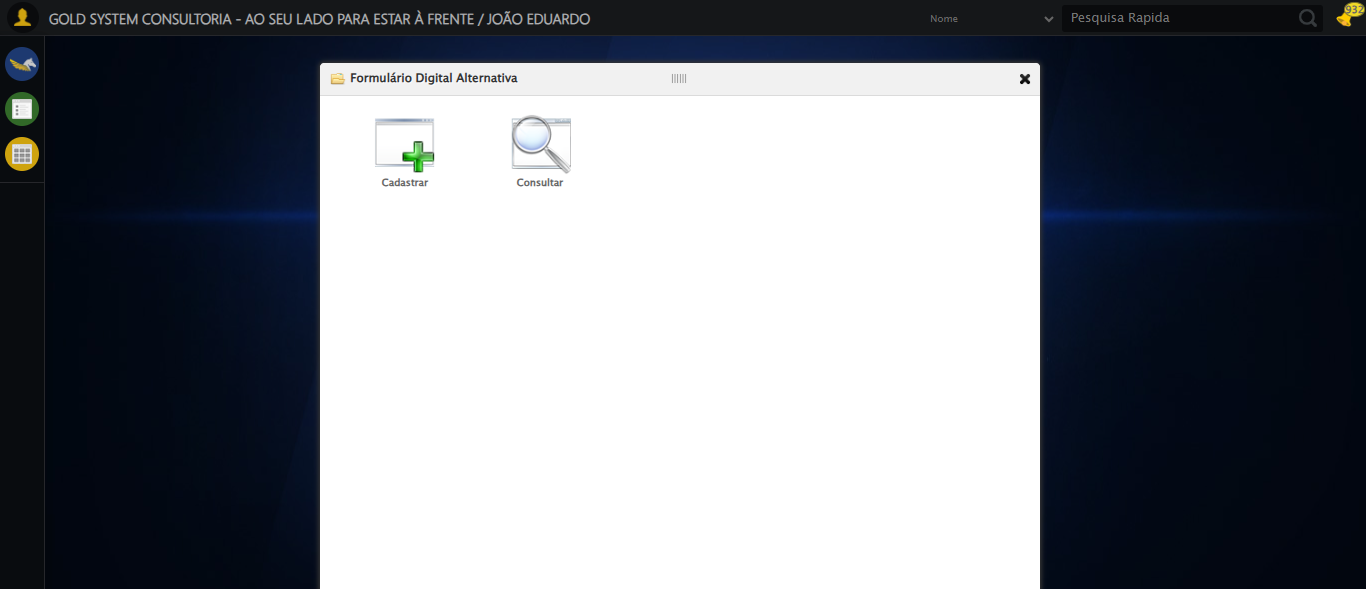 GOLD SYSTEM CONSULTORIA - AO SEU LADO PARA ESTAR À FRENTE / JOÃO EDUARDO
Nome
Pesquisa Rapida
932
Formulário Digital Alternativa
Cadastrar
Consultar